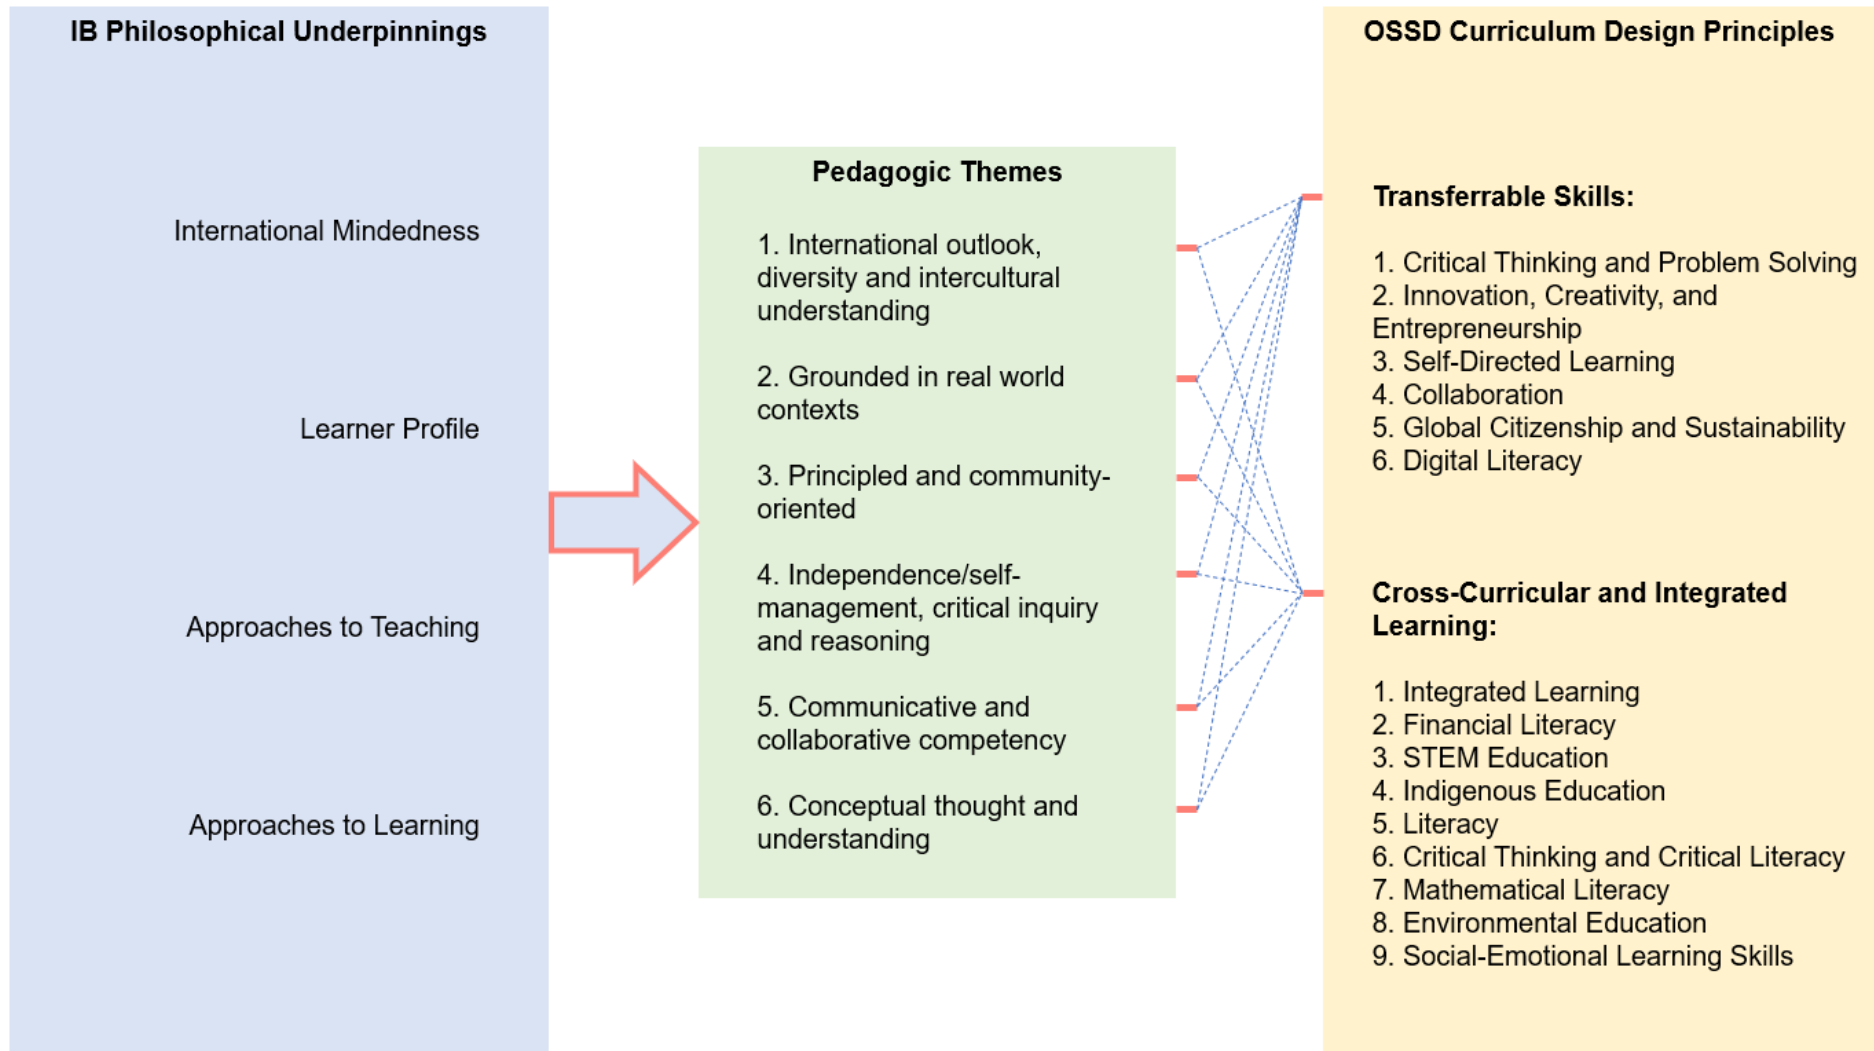 IB Philosophical Underpinnings
International Mindedness
Learner Profile
Approaches to Teaching
Approaches to Learning
Pedagogic Themes
1. International outlook,
diversity and intercultural
understanding
2. Grounded in real world
contexts
3. Principled and community-
oriented
4. Independence/self-
management, critical inquiry
and reasoning
5. Communicative and
collaborative competency
6. Conceptual thought and
understanding
OSSD Curriculum Design Principles
Transferrable Skills:
1. Critical Thinking and Problem Solving
2. Innovation, Creativity, and
Entrepreneurship
3. Self-Directed Learning
4. Collaboration
5. Global Citizenship and Sustainability
6. Digital Literacy
Cross-Curricular and Integrated
Learning:
1. Integrated Learning
2. Financial Literacy
3. STEM Education
4. Indigenous Education
5. Literacy
6. Critical Thinking and Critical Literacy
7. Mathematical Literacy
8. Environmental Education
9. Social-Emotional Learning Skills